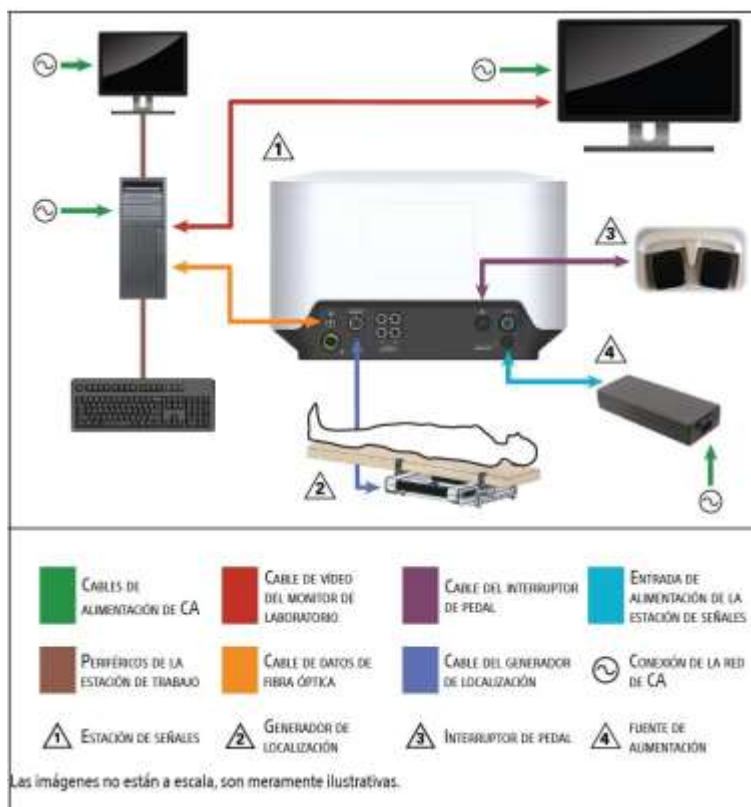 1
3
4
2
CABLES DE
ALIMENTACIÓN DE CA
CABLE DE VÍDEO
DEL MONITOR DE
LABORATORIO
CABLE DEL INTERRUPTOR
DE PEDAL
ENTRADA DE
ALIMENTACIÓN DE LA
ESTACIÓN DE SEÑALES
PERIFÉRICOS DE LA
ESTACIÓN DE TRABAJO
CABLE DE DATOS DE
FIBRA ÓPTICA
CABLE DEL GENERADOR
DE LOCALIZACIÓN
CONEXIÓN DE LA RED
DE CA
1 ESTACIÓN DE SEÑALES
2 GENERADOR DE
LOCALIZACIÓN
3 INTERRUPTOR DE PEDAL
4 FUENTE DE
ALIMENTACIÓN
Las imágenes no están a escala, son meramente ilustrativas.